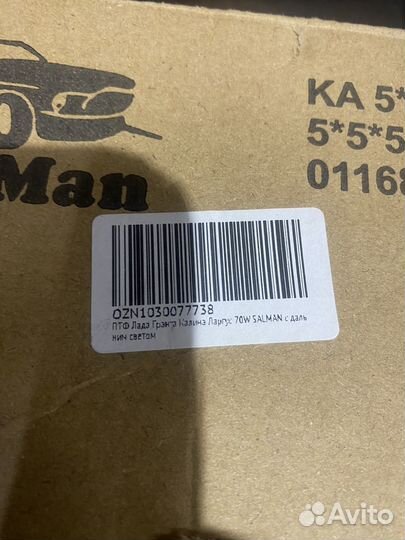 Man
KA 5*
5*5*5
01168
OZN1030077738
ПТФ Лада Гранта Калина Ларгус 70W SALMAN с даль
ним светом
Avito